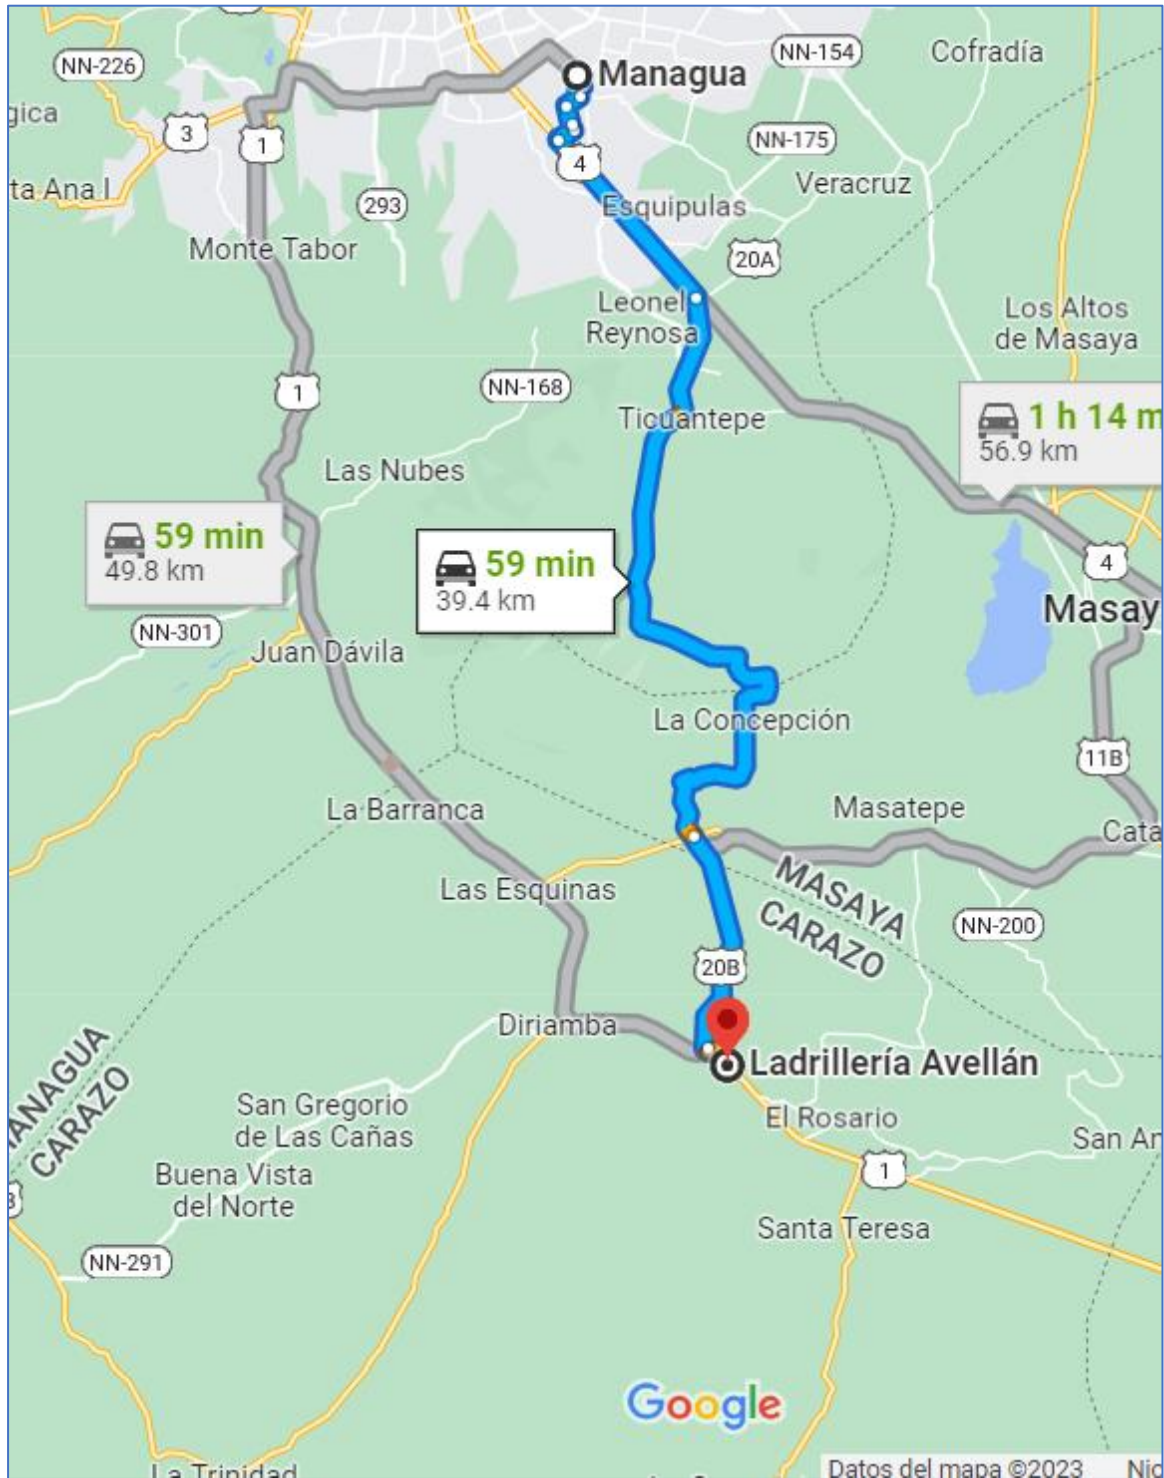 NN-226
Managua
NN-154
Cofradía
gica
3
1
4
NN-175
ta Ana I
293
Veracruz
Esquipulas
Monte Tabor
20A
Leonel
Reynosa
Los Altos
de Masaya
1
NN-168
Ticuantepe
1 h 14 m
56.9 km
Las Nubes
59 min
49.8 km
59 min
39.4 km
4
Masay
NN-301
Juan Dávila
La Concepción
11B
La Barranca
Masatepe
Cata
Las Esquinas
MASAYA
CARAZO
NN-200
20B
Diriamba
Ladrillería Avellán
MANAGUA
CARAZO
San Gregorio
de Las Cañas
El Rosario
San An
1
Buena Vista
del Norte
Santa Teresa
NN-291
Google
La Trinidad
Datos del mapa ©2023
Nic